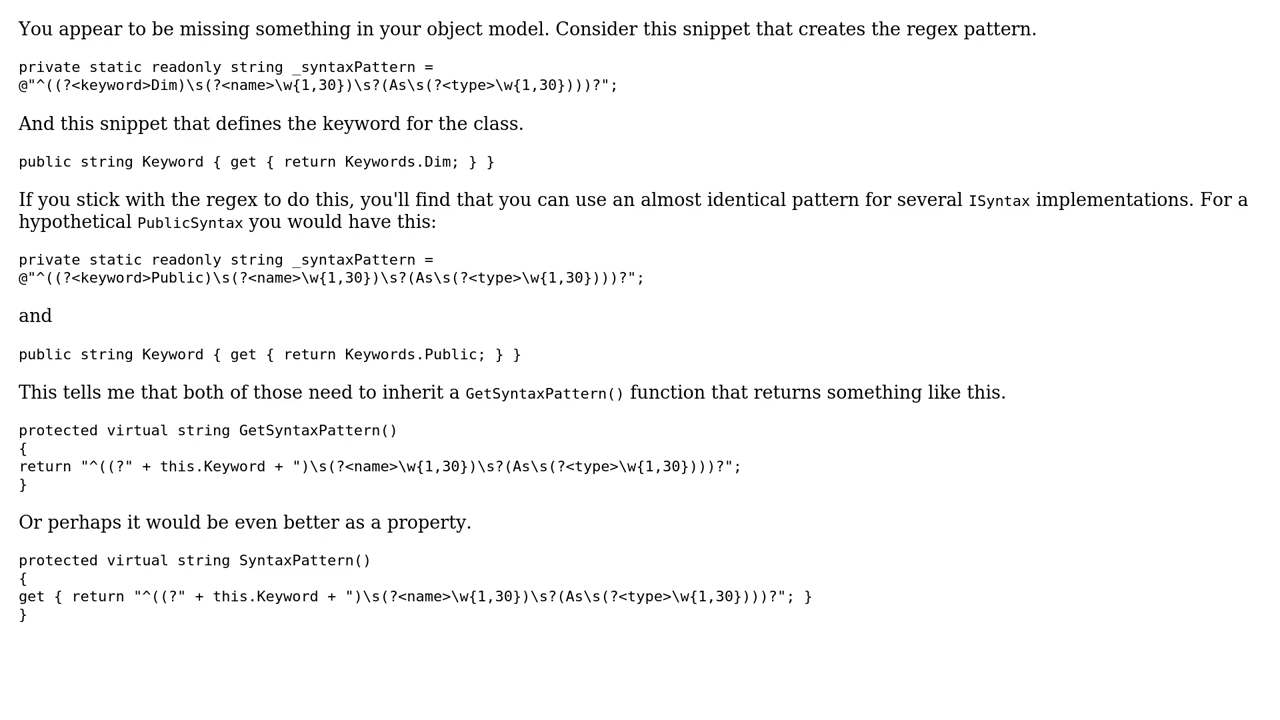 You appear to be missing something in your object model. Consider this snippet that creates the regex pattern.
private static readonly string _syntaxPattern =
@"^((?<keyword>Dim)\s(?<name>\w{1,30})\s?(As\s(?<type>\w{1,30})))?";
And this snippet that defines the keyword for the class.
public string Keyword { get { return Keywords.Dim; } }
If you stick with the regex to do this, you'll find that you can use an almost identical pattern for several ISyntax implementations. For a
hypothetical PublicSyntax you would have this:
private static readonly string _syntaxPattern =
@"^((?<keyword>Public)\s(?<name>\w{1,30})\s?(As\s(?<type>\w{1,30})))?";
and
public string Keyword { get { return Keywords.Public; } }
This tells me that both of those need to inherit a GetSyntaxPattern() function that returns something like this.
protected virtual string GetSyntaxPattern()
{
return "^((?" + this.Keyword + ")\s(?<name>\w{1,30})\s?(As\s(?<type>\w{1,30})))?";
}
Or perhaps it would be even better as a property.
protected virtual string SyntaxPattern()
{
get { return "^((?" + this.Keyword + ")\s(?<name>\w{1,30})\s?(As\s(?<type>\w{1,30})))?"; }
}